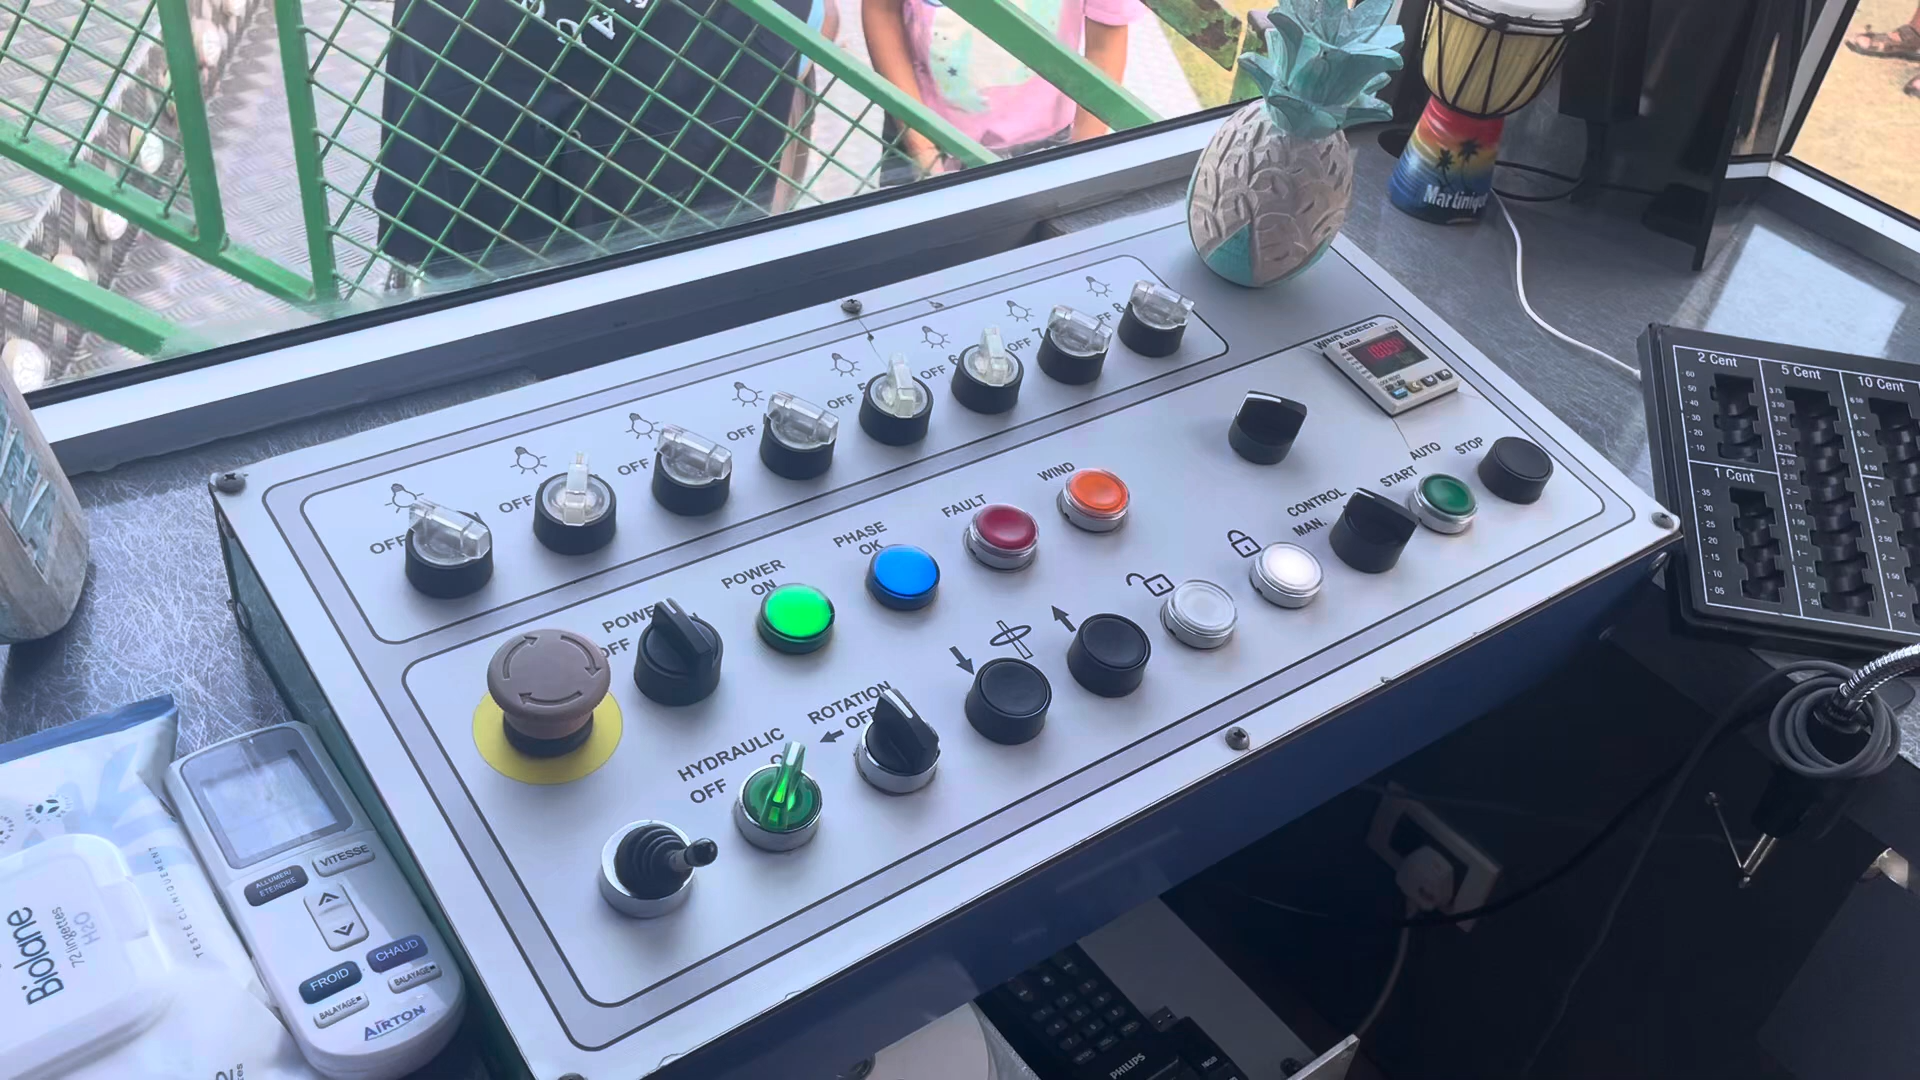 Martinique
OFF
OFF
OFF
OFF
OFF
OFF
OFF
OFF 8
WIND SPEED
POWER
OFF
POWER
ON
PHASE
OK
FAULT
WIND
CONTROL
MAN.
AUTO
START
STOP
HYDRAULIC
OFF
ROTATION
OFF
2 Cent
5 Cent
10 Cent
1 Cent
VITESSE
ALLUMER/
ETEINDRE
FROID
CHAUD
BALAYAGE
BALAYAGE
AIRTON
Biolane
72 lingettes
H2O
TESTÉ CLINIQUEMENT
PHILIPS